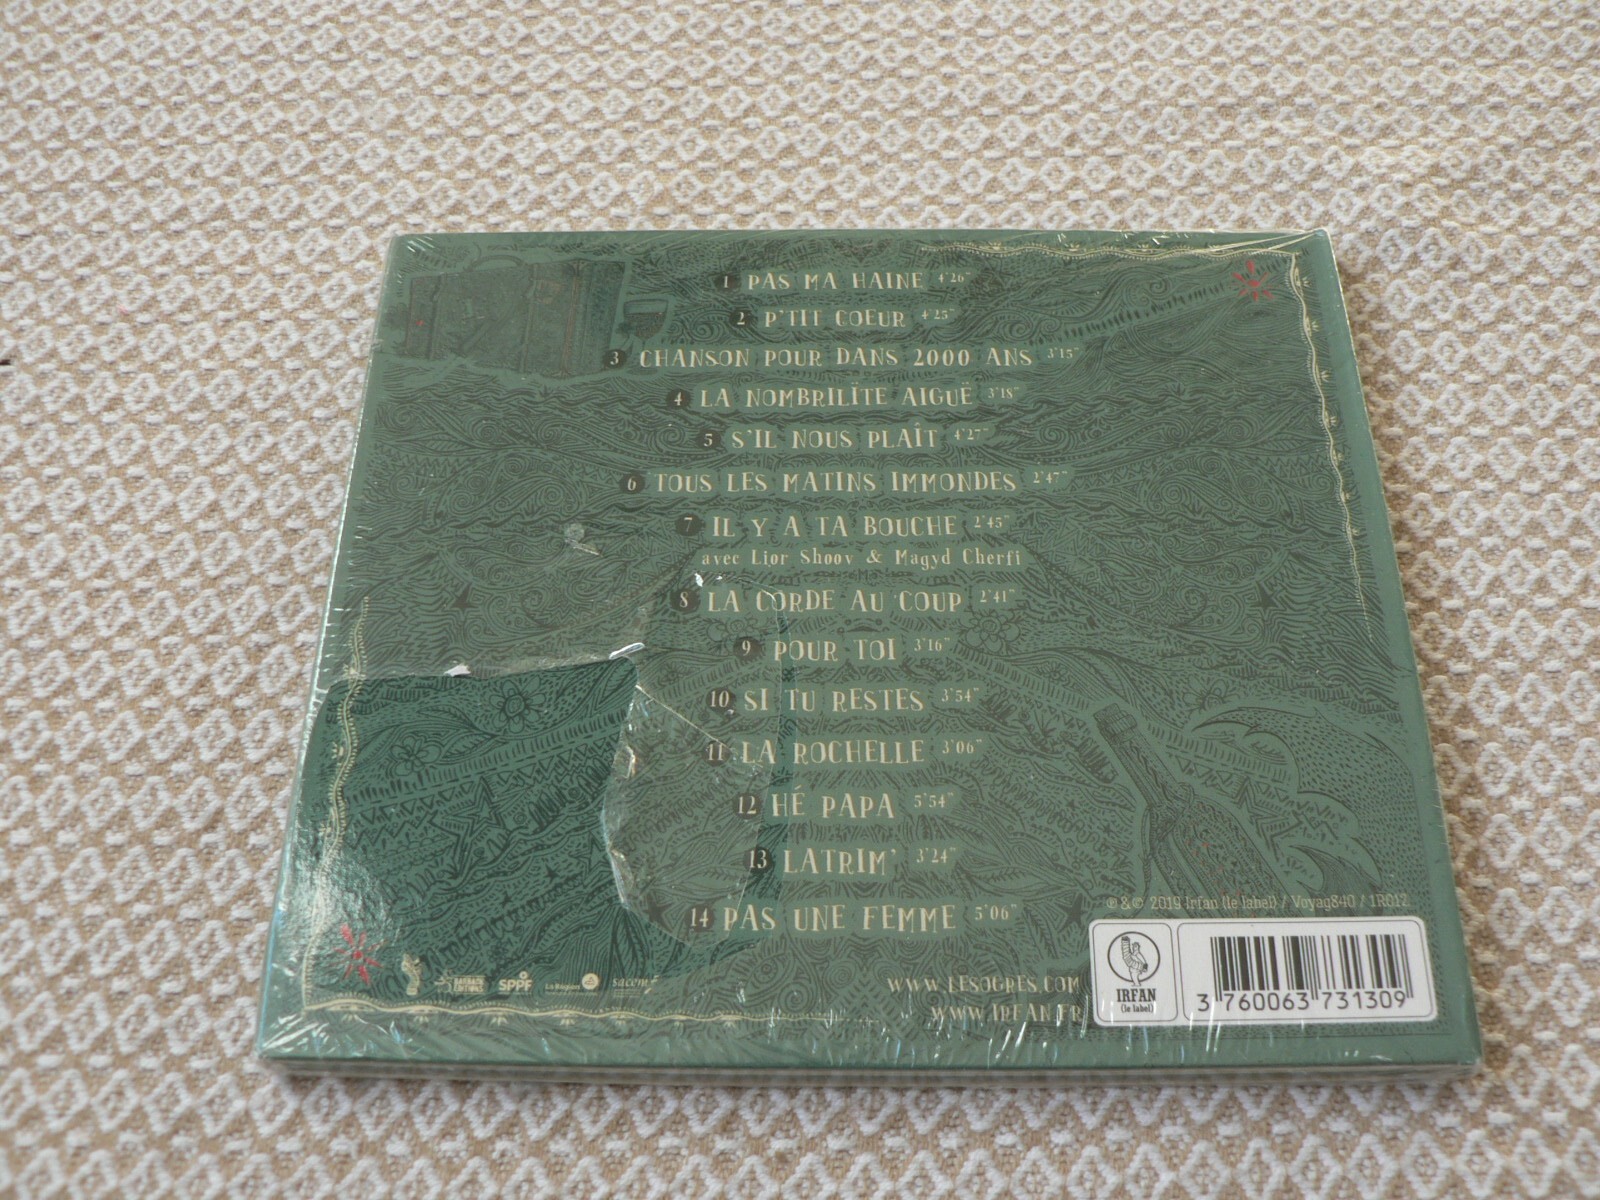 1 PAS MA HAINE 4'26"
2 P'TIT COEUR 4'25"
3 CHANSON POUR DANS 2000 ANS 3'15"
4 LA NOMBRILÏTE AIGUË 3'18"
5 S'IL NOUS PLAÎT 4'27"
6 TOUS LES MATINS IMMONDES 2'47"
7 IL Y A TA BOUCHE 2'45"
avec Lior Shoov & Magyd Cherfi
8 LA CORDE AU COUP 2'41"
9 POUR TOI 3'16"
10 SI TU RESTES 3'54"
11 LA ROCHELLE 3'06"
12 HÉ PAPA 5'54"
13 LATRIM' 3'24"
14 PAS UNE FEMME 5'06"
℗ & © 2019 Irfan (le label) / Voyag840 / 1R012
SPPF
La Région
sacem
WWW.LESOGRES.COM
WWW.IRFAN.FR
IRFAN
(le label)
3 760063 731309